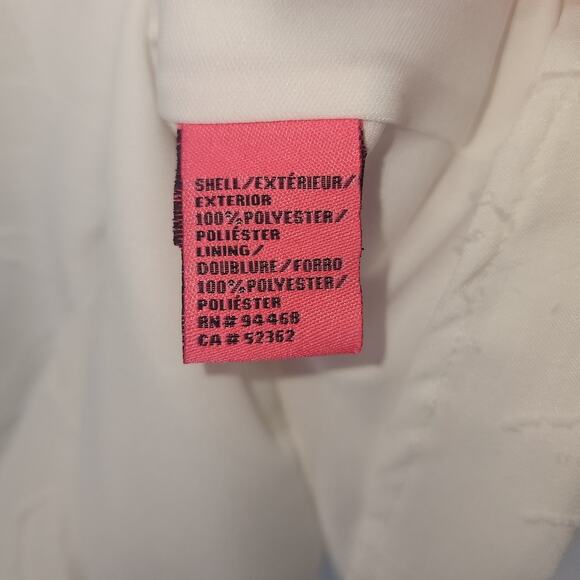 SHELL/EXTÉRIEUR/
EXTERIOR
100%POLYESTER/
POLIÉSTER
LINING/
DOUBLURE/FORRO
100%POLYESTER/
POLIÉSTER
RN# 94468
CA# 52362